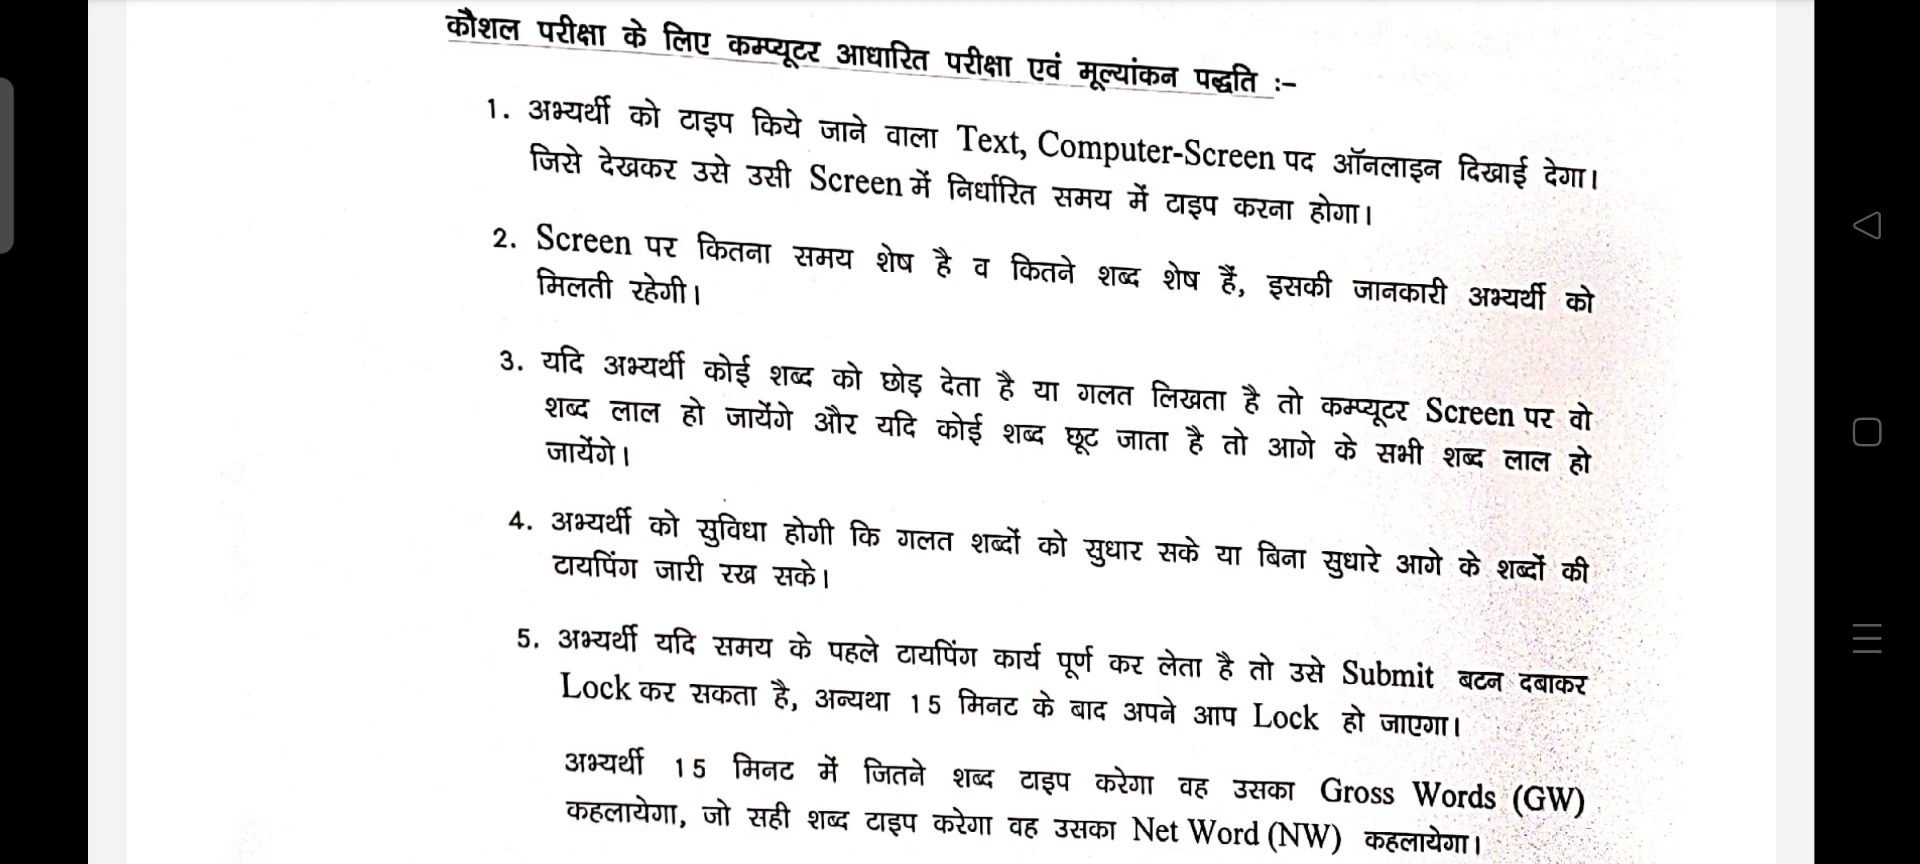 कौशल परीक्षा के लिए कम्प्यूटर आधारित परीक्षा एवं मूल्यांकन पद्धति :–
1. अभ्यर्थी को टाइप किये जाने वाला Text, Computer-Screen पद ऑनलाइन दिखाई देगा।
जिसे देखकर उसे उसी Screen में निर्धारित समय में टाइप करना होगा।
2. Screen पर कितना समय शेष है व कितने शब्द शेष हैं, इसकी जानकारी अभ्यर्थी को
मिलती रहेगी।
3. यदि अभ्यर्थी कोई शब्द को छोड़ देता है या गलत लिखता है तो कम्प्यूटर Screen पर वो
शब्द लाल हो जायेंगे और यदि कोई शब्द छूट जाता है तो आगे के सभी शब्द लाल हो
जायेंगे।
4. अभ्यर्थी को सुविधा होगी कि गलत शब्दों को सुधार सके या बिना सुधारे आगे के शब्दों की
टायपिंग जारी रख सके।
5. अभ्यर्थी यदि समय के पहले टायपिंग कार्य पूर्ण कर लेता है तो उसे Submit बटन दबाकर
Lock कर सकता है, अन्यथा 15 मिनट के बाद अपने आप Lock हो जाएगा।
अभ्यर्थी 15 मिनट में जितने शब्द टाइप करेगा वह उसका Gross Words (GW)
कहलायेगा, जो सही शब्द टाइप करेगा वह उसका Net Word (NW) कहलायेगा।